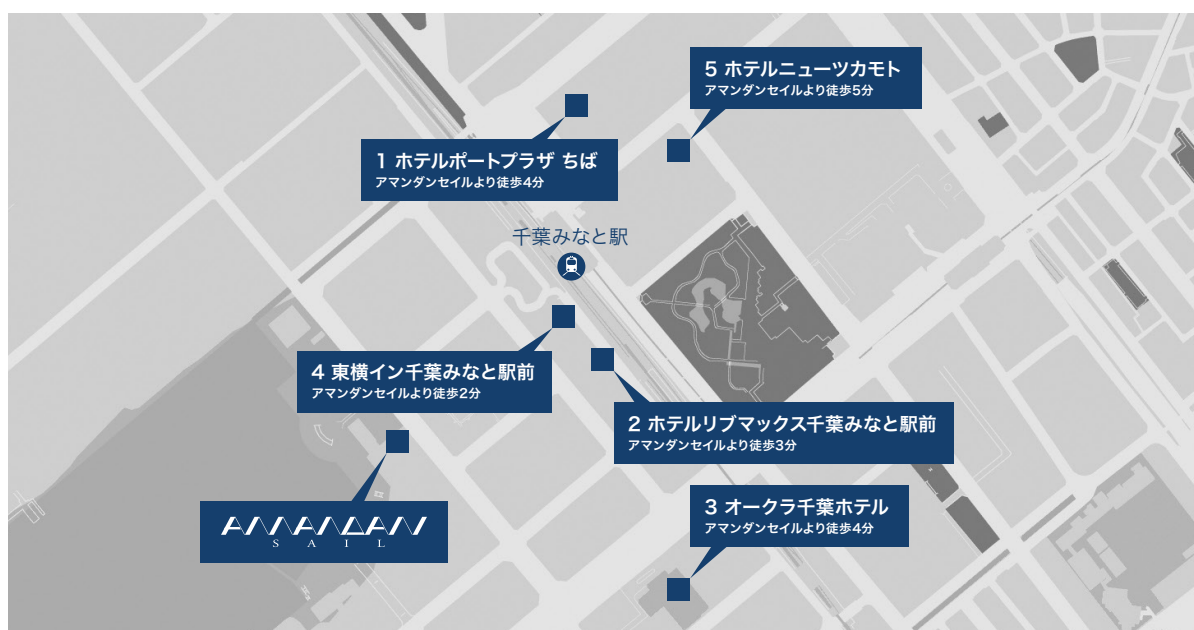 5 ホテルニューツカモト
アマンダンセイルより徒歩5分
1 ホテルポートプラザ ちば
アマンダンセイルより徒歩4分
千葉みなと駅
4 東横イン千葉みなと駅前
アマンダンセイルより徒歩2分
2 ホテルリブマックス千葉みなと駅前
アマンダンセイルより徒歩3分
3 オークラ千葉ホテル
アマンダンセイルより徒歩4分
AMANDAN
SAIL